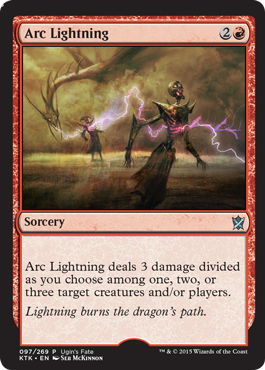 Arc Lightning 2
Sorcery
Arc Lightning deals 3 damage divided
as you choose among one, two, or
three target creatures and/or players.
Lightning burns the dragon's path.
097/269 P Ugin's Fate ™ & © 2015 Wizards of the Coast
KTK • EN Seb McKinnon